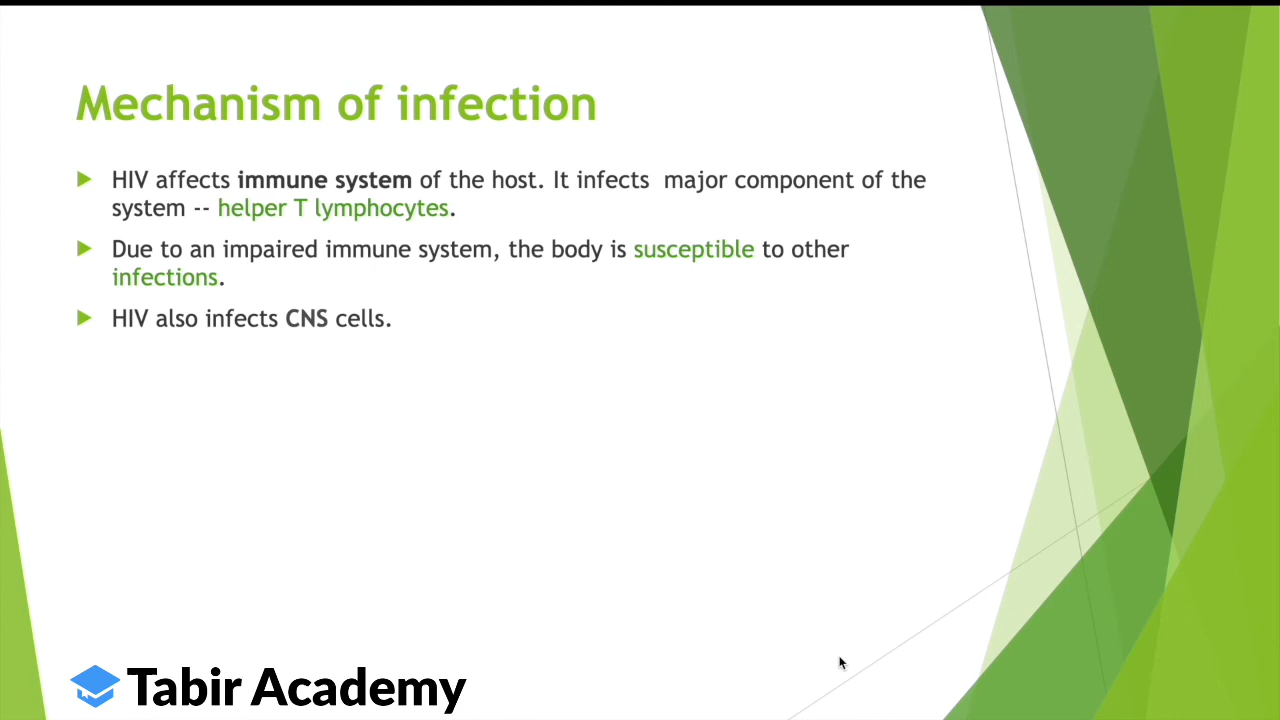 Mechanism of infection
HIV affects immune system of the host. It infects  major component of the
system -- helper T lymphocytes.
Due to an impaired immune system, the body is susceptible to other
infections.
HIV also infects CNS cells.
Tabir Academy